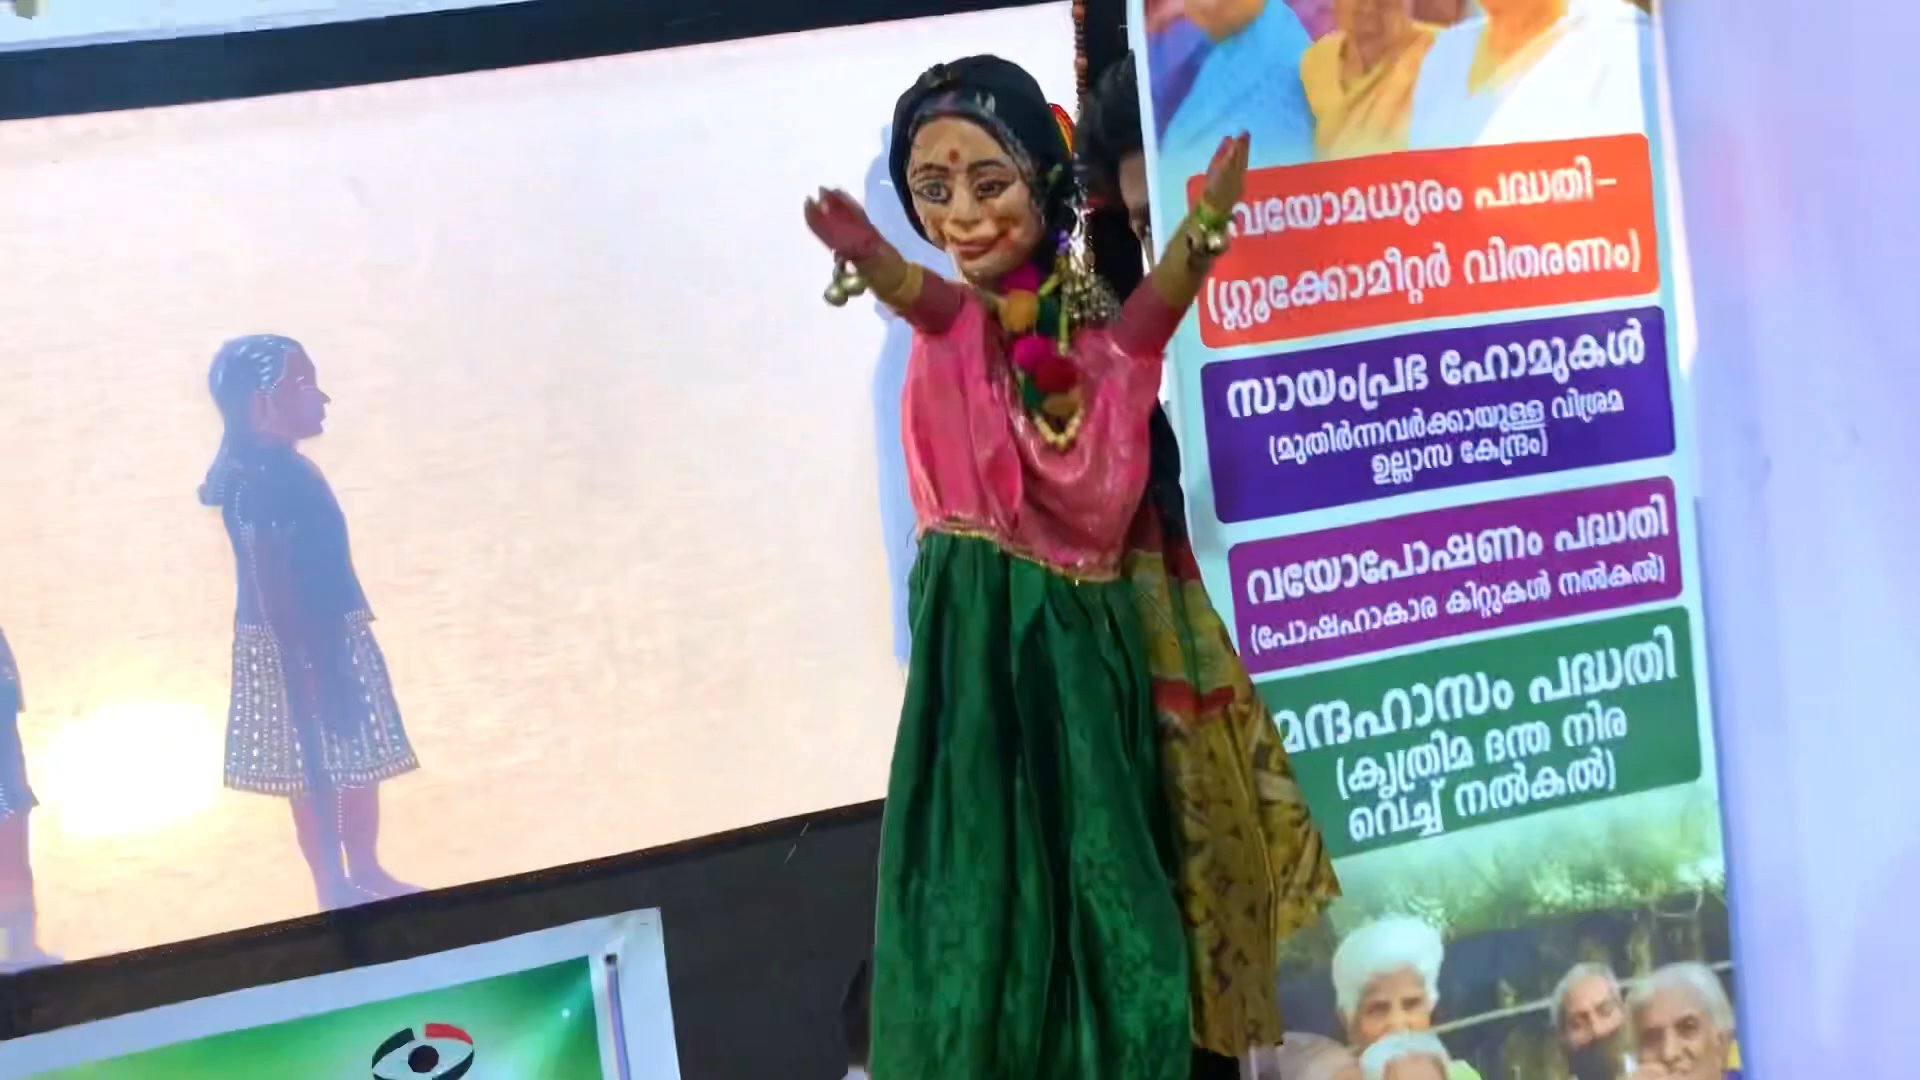 വയോമധുരം പദ്ധതി-
(ഗ്ലൂക്കോമീറ്റർ വിതരണം)
സായംപ്രഭ ഹോമുകൾ
(മുതിർന്നവർക്കായുള്ള വിശ്രമ
ഉല്ലാസ കേന്ദ്രം)
വയോപോഷണം പദ്ധതി
(പോഷഹാകാര കിറ്റുകൾ നൽകൽ)
മന്ദഹാസം പദ്ധതി
(കൃത്രിമ ദന്ത നിര
വെച്ച് നൽകൽ)